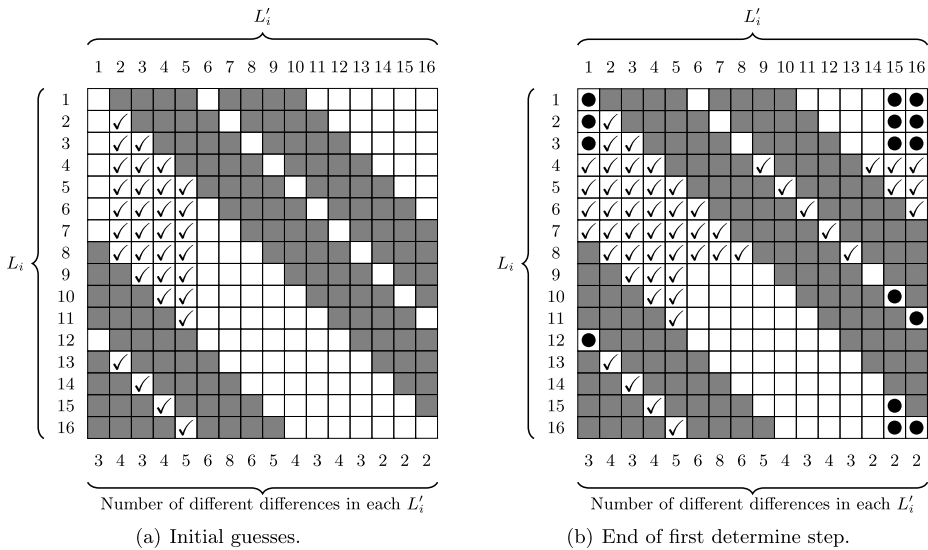 L′ᵢ L′ᵢ
1 2 3 4 5 6 7 8 9 10 11 12 13 14 15 16 1 2 3 4 5 6 7 8 9 10 11 12 13 14 15 16
1 1
2 ✓ 2 ✓
3 ✓ ✓ 3 ✓ ✓
4 ✓ ✓ ✓ 4 ✓ ✓ ✓ ✓ ✓ ✓ ✓ ✓
5 ✓ ✓ ✓ ✓ 5 ✓ ✓ ✓ ✓ ✓ ✓ ✓ ✓
6 ✓ ✓ ✓ ✓ 6 ✓ ✓ ✓ ✓ ✓ ✓ ✓ ✓
7 ✓ ✓ ✓ ✓ 7 ✓ ✓ ✓ ✓ ✓ ✓ ✓ ✓
Lᵢ 8 ✓ ✓ ✓ ✓ Lᵢ 8 ✓ ✓ ✓ ✓ ✓ ✓ ✓ ✓
9 ✓ ✓ ✓ 9 ✓ ✓ ✓
10 ✓ ✓ 10 ✓ ✓
11 ✓ 11 ✓
12 12
13 ✓ 13 ✓
14 ✓ 14 ✓
15 ✓ 15 ✓
16 ✓ 16 ✓
3 4 3 4 5 6 8 6 5 4 3 4 3 2 2 2 3 4 3 4 5 6 8 6 5 4 3 4 3 2 2 2
Number of different differences in each L′ᵢ Number of different differences in each L′ᵢ
(a) Initial guesses. (b) End of first determine step.